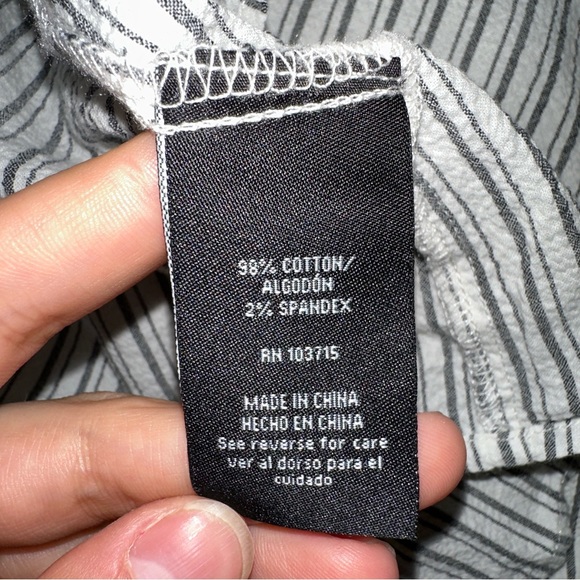 98% COTTON/
ALGODÓN
2% SPANDEX
RN 103715
MADE IN CHINA
HECHO EN CHINA
See reverse for care
ver al dorso para el
cuidado